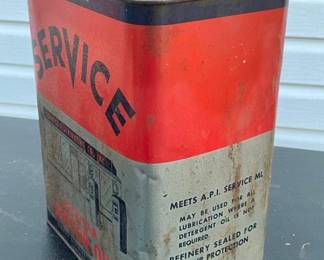 SERVICE
MEETS A.P.I. SERVICE ML
MAY BE USED FOR ALL
LUBRICATION WHERE A
DETERGENT OIL IS NOT
REQUIRED
REFINERY SEALED FOR
PROTECTION